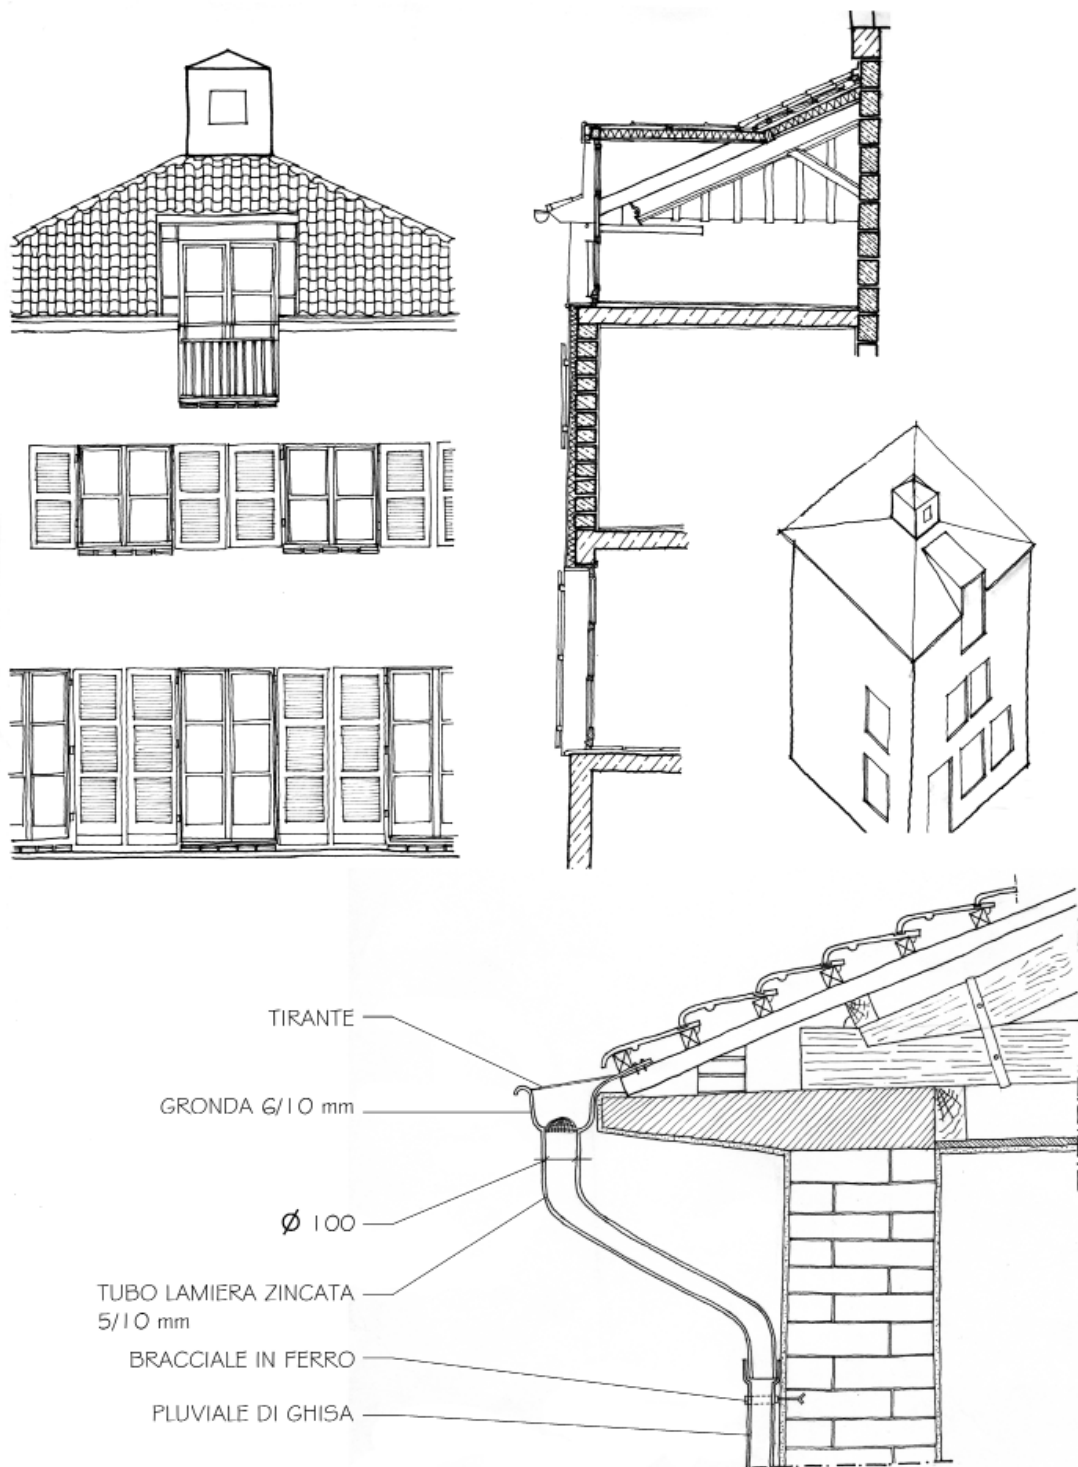 TIRANTE
GRONDA 6/10 mm
Ø 100
TUBO LAMIERA ZINCATA
5/10 mm
BRACCIALE IN FERRO
PLUVIALE DI GHISA